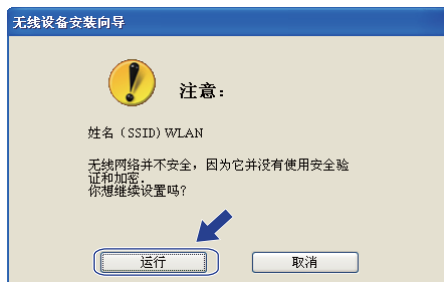 无线设备安装向导
注意：
姓名（SSID) WLAN
无线网络并不安全，因为它并没有使用安全验
证和加密.
你想继续设置吗?
运行 取消